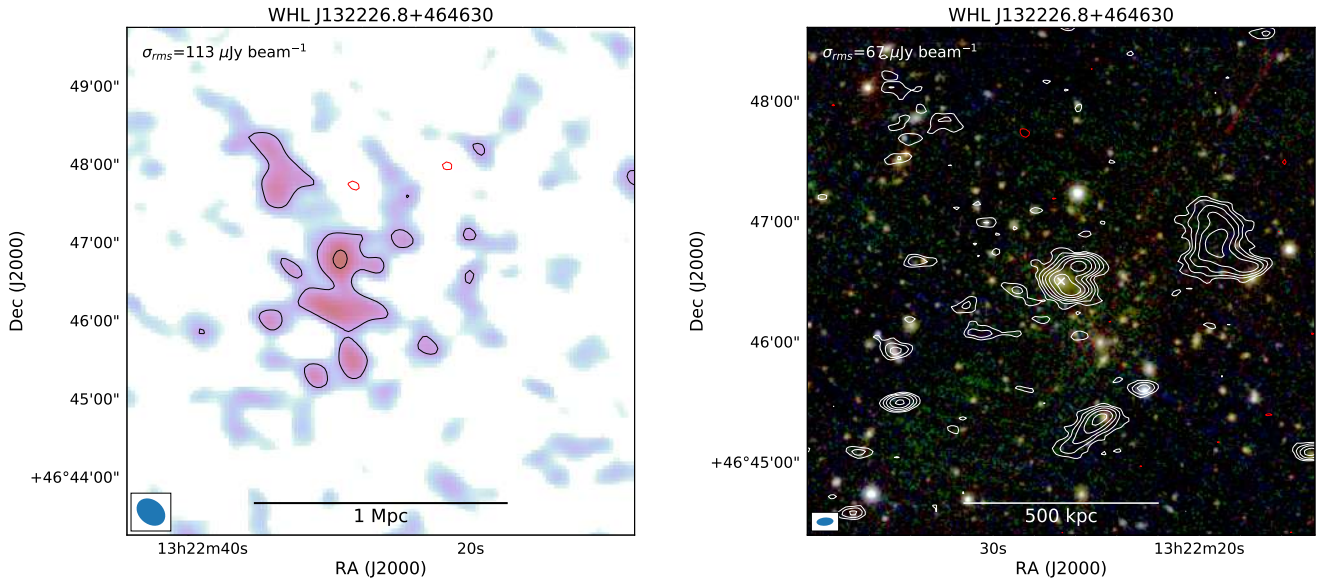 WHL J132226.8+464630
σrms=113 μJy beam⁻¹
49'00"
48'00"
47'00"
46'00"
45'00"
+46°44'00"
Dec (J2000)
1 Mpc
13h22m40s
20s
RA (J2000)
WHL J132226.8+464630
σrms=67 μJy beam⁻¹
48'00"
47'00"
46'00"
+46°45'00"
Dec (J2000)
500 kpc
30s
13h22m20s
RA (J2000)